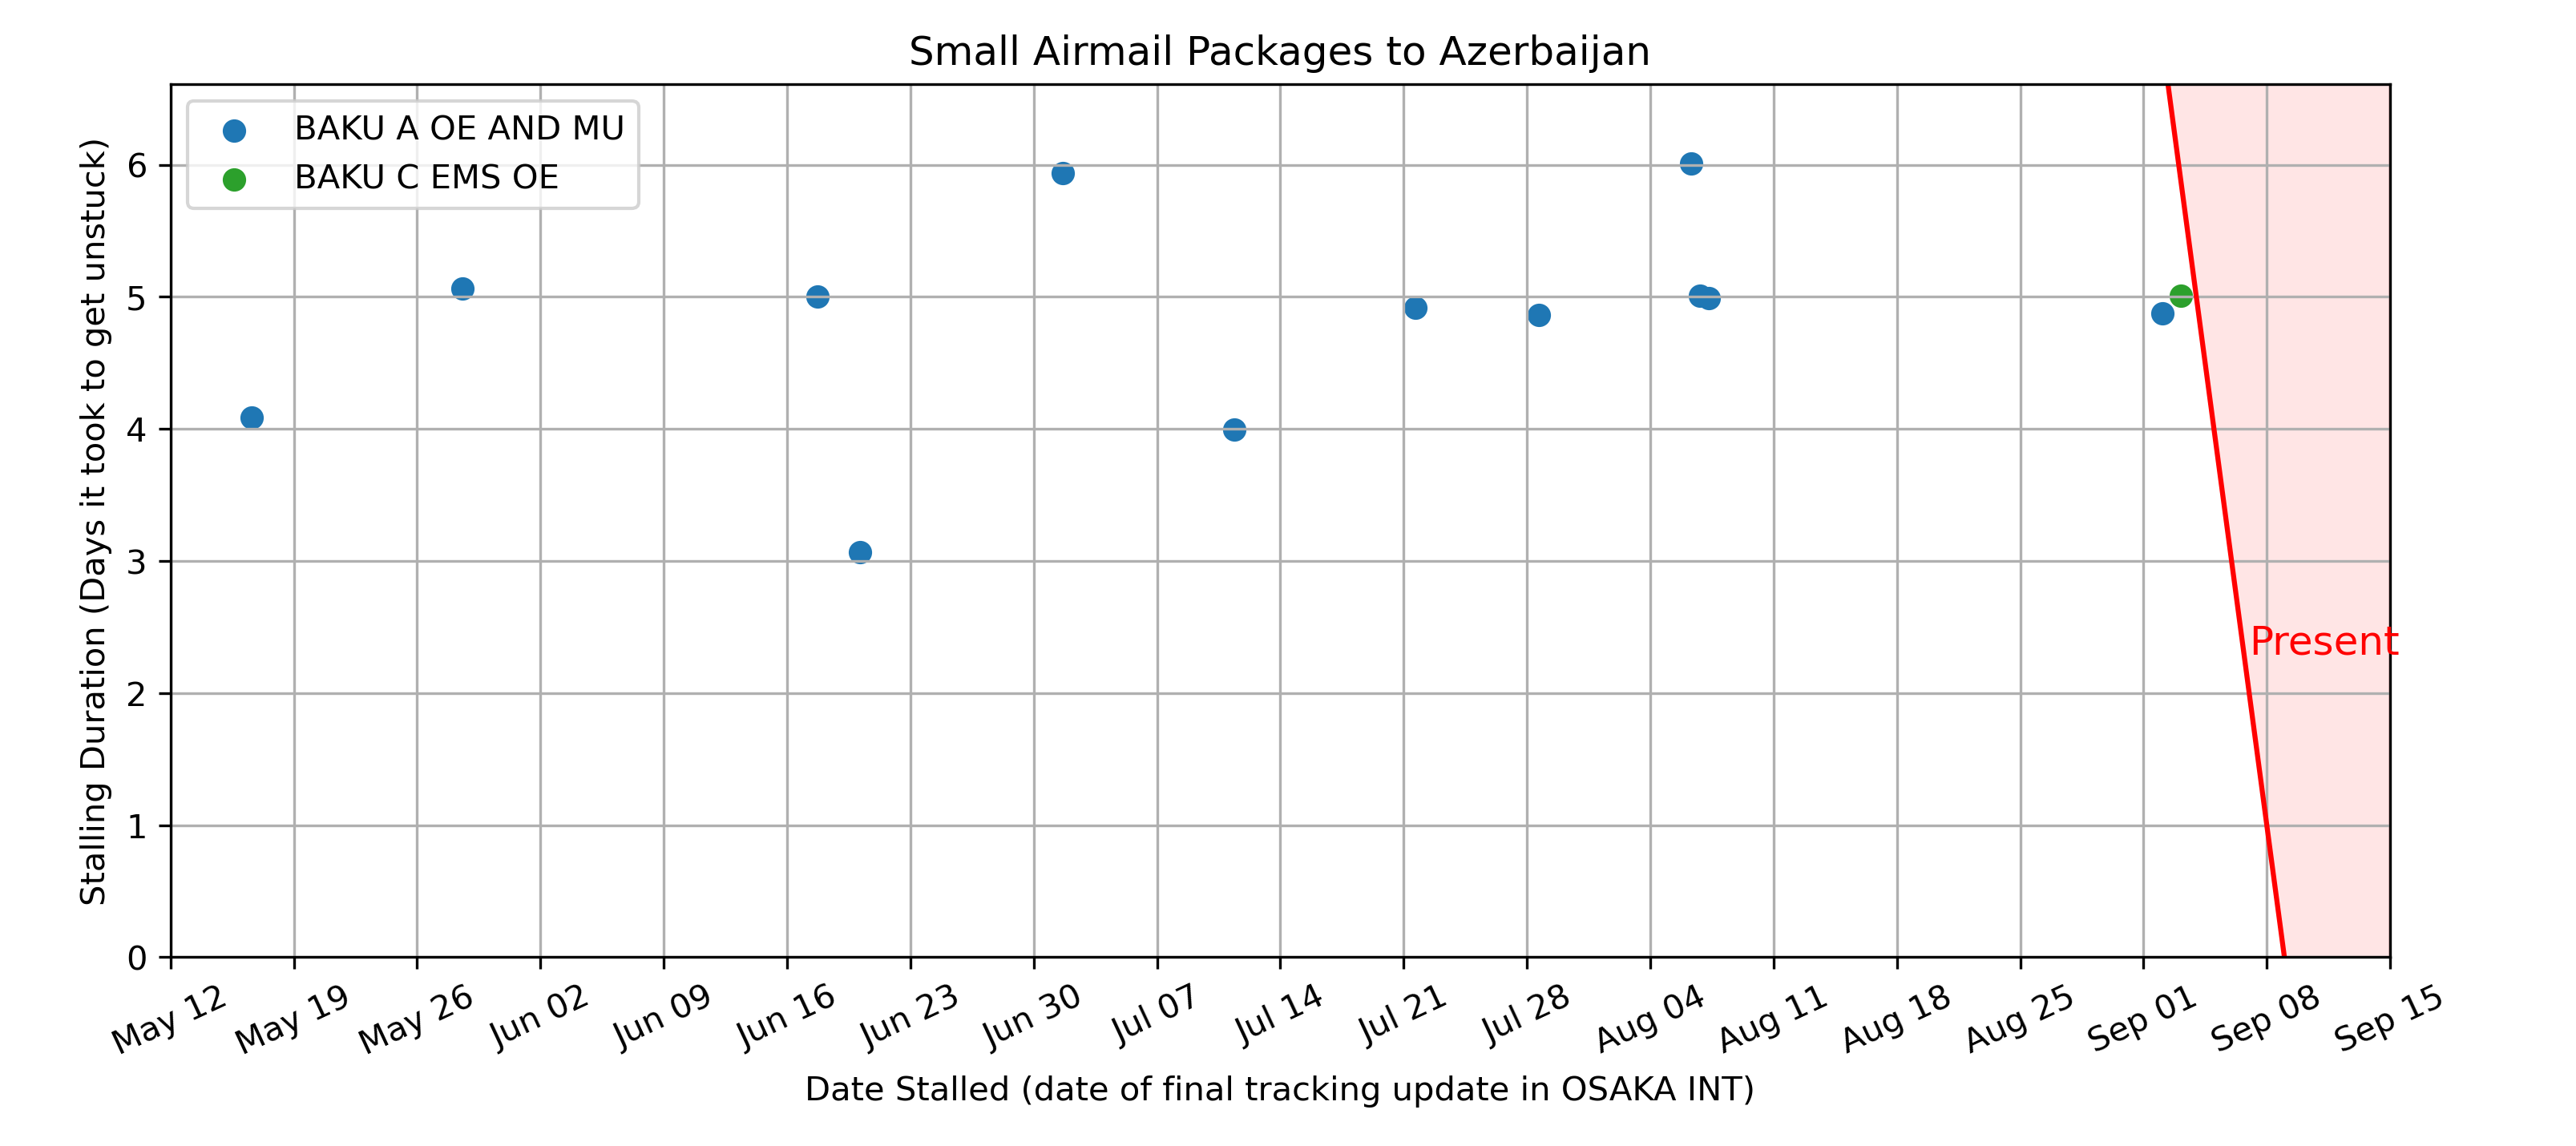 Small Airmail Packages to Azerbaijan
BAKU A OE AND MU
BAKU C EMS OE
Stalling Duration (Days it took to get unstuck)
6
5
4
3
2
1
0
Present
May 12
May 19
May 26
Jun 02
Jun 09
Jun 16
Jun 23
Jun 30
Jul 07
Jul 14
Jul 21
Jul 28
Aug 04
Aug 11
Aug 18
Aug 25
Sep 01
Sep 08
Sep 15
Date Stalled (date of final tracking update in OSAKA INT)